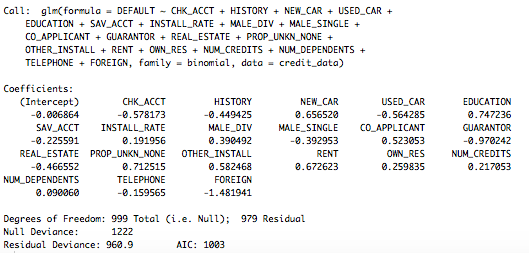 Call:  glm(formula = DEFAULT ~ CHK_ACCT + HISTORY + NEW_CAR + USED_CAR +
    EDUCATION + SAV_ACCT + INSTALL_RATE + MALE_DIV + MALE_SINGLE +
    CO_APPLICANT + GUARANTOR + REAL_ESTATE + PROP_UNKN_NONE +
    OTHER_INSTALL + RENT + OWN_RES + NUM_CREDITS + NUM_DEPENDENTS +
    TELEPHONE + FOREIGN, family = binomial, data = credit_data)
Coefficients:
   (Intercept)        CHK_ACCT         HISTORY         NEW_CAR        USED_CAR       EDUCATION
     -0.006864       -0.578173       -0.449425        0.656520       -0.564285        0.747236
      SAV_ACCT    INSTALL_RATE        MALE_DIV     MALE_SINGLE    CO_APPLICANT       GUARANTOR
     -0.225591        0.191956        0.390492       -0.392953        0.523053       -0.970242
   REAL_ESTATE  PROP_UNKN_NONE   OTHER_INSTALL            RENT         OWN_RES     NUM_CREDITS
     -0.466552        0.712515        0.582468        0.672623        0.259835        0.217053
NUM_DEPENDENTS       TELEPHONE         FOREIGN
      0.090060       -0.159565       -1.481941
Degrees of Freedom: 999 Total (i.e. Null);  979 Residual
Null Deviance:      1222
Residual Deviance: 960.9        AIC: 1003